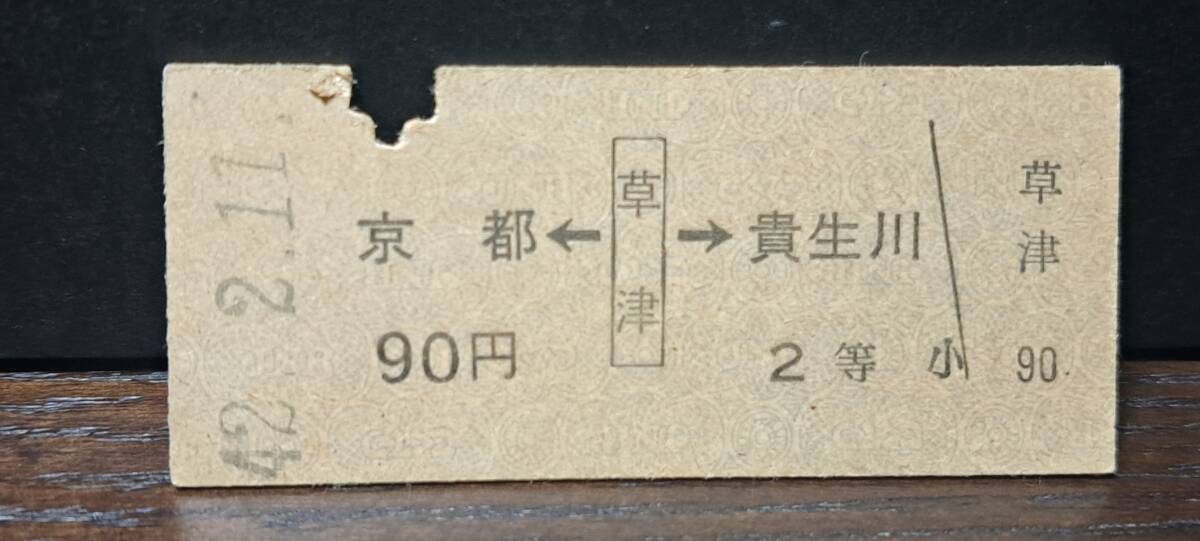 42. 2.11
京都←草津→貴生川
90円
2等 小
草津
90